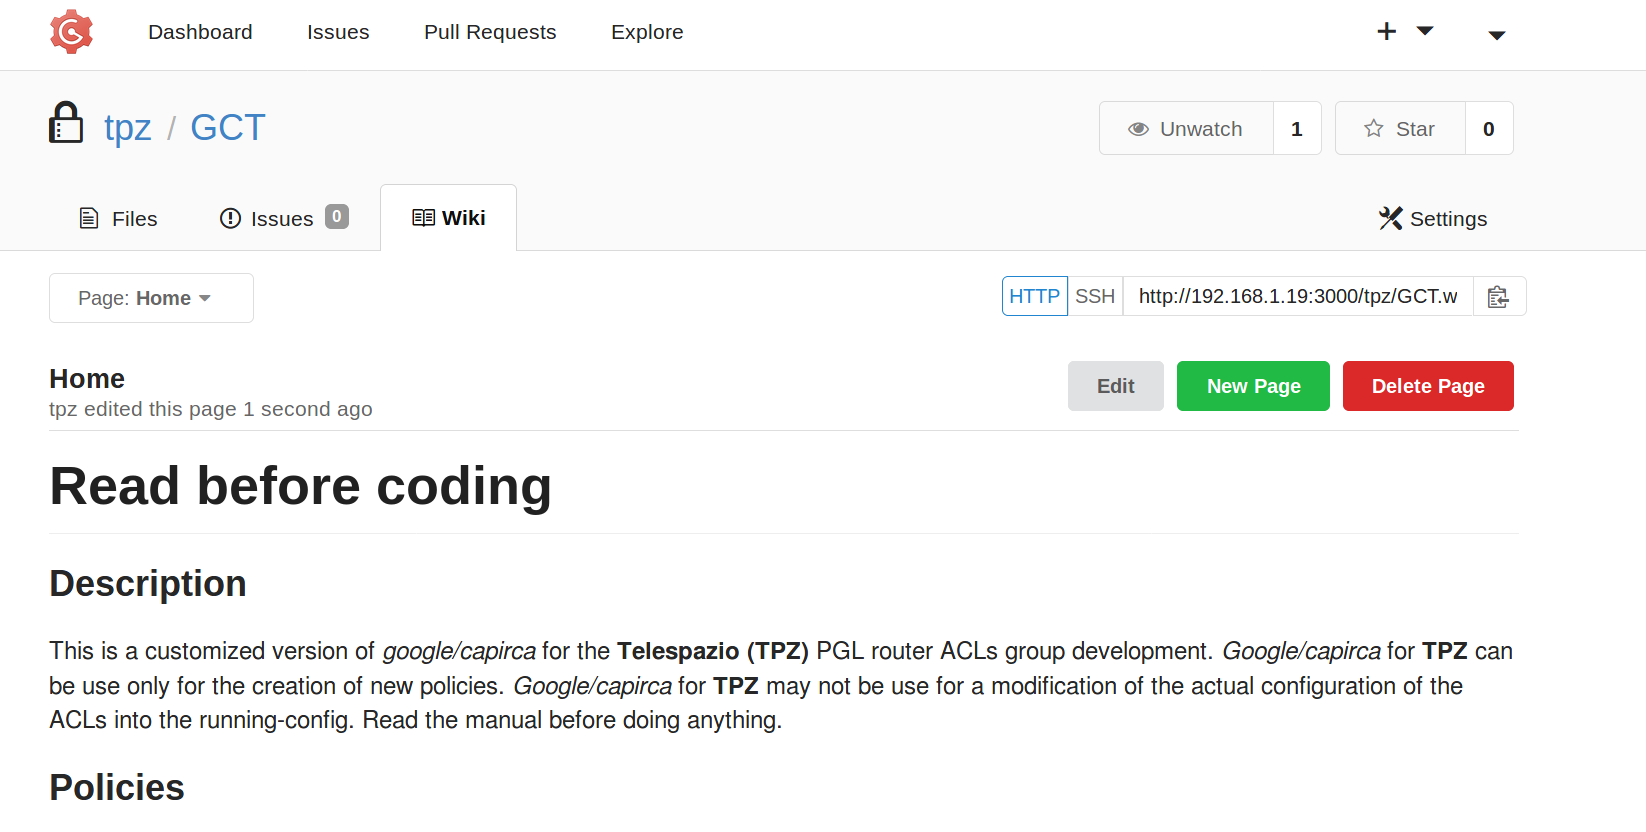 Dashboard Issues Pull Requests Explore
tpz / GCT
Unwatch 1 Star 0
Files Issues 0 Wiki Settings
Page: Home
HTTP SSH http://192.168.1.19:3000/tpz/GCT.w
Home
Edit New Page Delete Page
tpz edited this page 1 second ago
Read before coding
Description
This is a customized version of google/capirca for the Telespazio (TPZ) PGL router ACLs group development. Google/capirca for TPZ can
be use only for the creation of new policies. Google/capirca for TPZ may not be use for a modification of the actual configuration of the
ACLs into the running-config. Read the manual before doing anything.
Policies